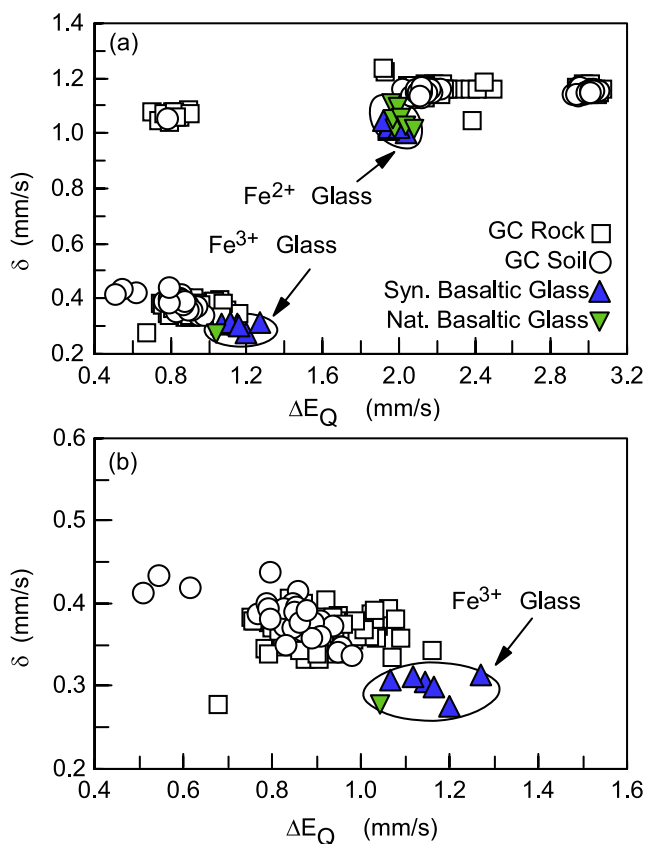 (a)
1.4
1.2
1.0
0.8
0.6
0.4
0.2
δ (mm/s)
Fe2+ Glass
Fe3+ Glass
GC Rock
GC Soil
Syn. Basaltic Glass
Nat. Basaltic Glass
0.4 0.8 1.2 1.6 2.0 2.4 2.8 3.2
ΔEQ (mm/s)
(b)
0.6
0.5
0.4
0.3
0.2
δ (mm/s)
Fe3+ Glass
0.4 0.6 0.8 1.0 1.2 1.4 1.6
ΔEQ (mm/s)